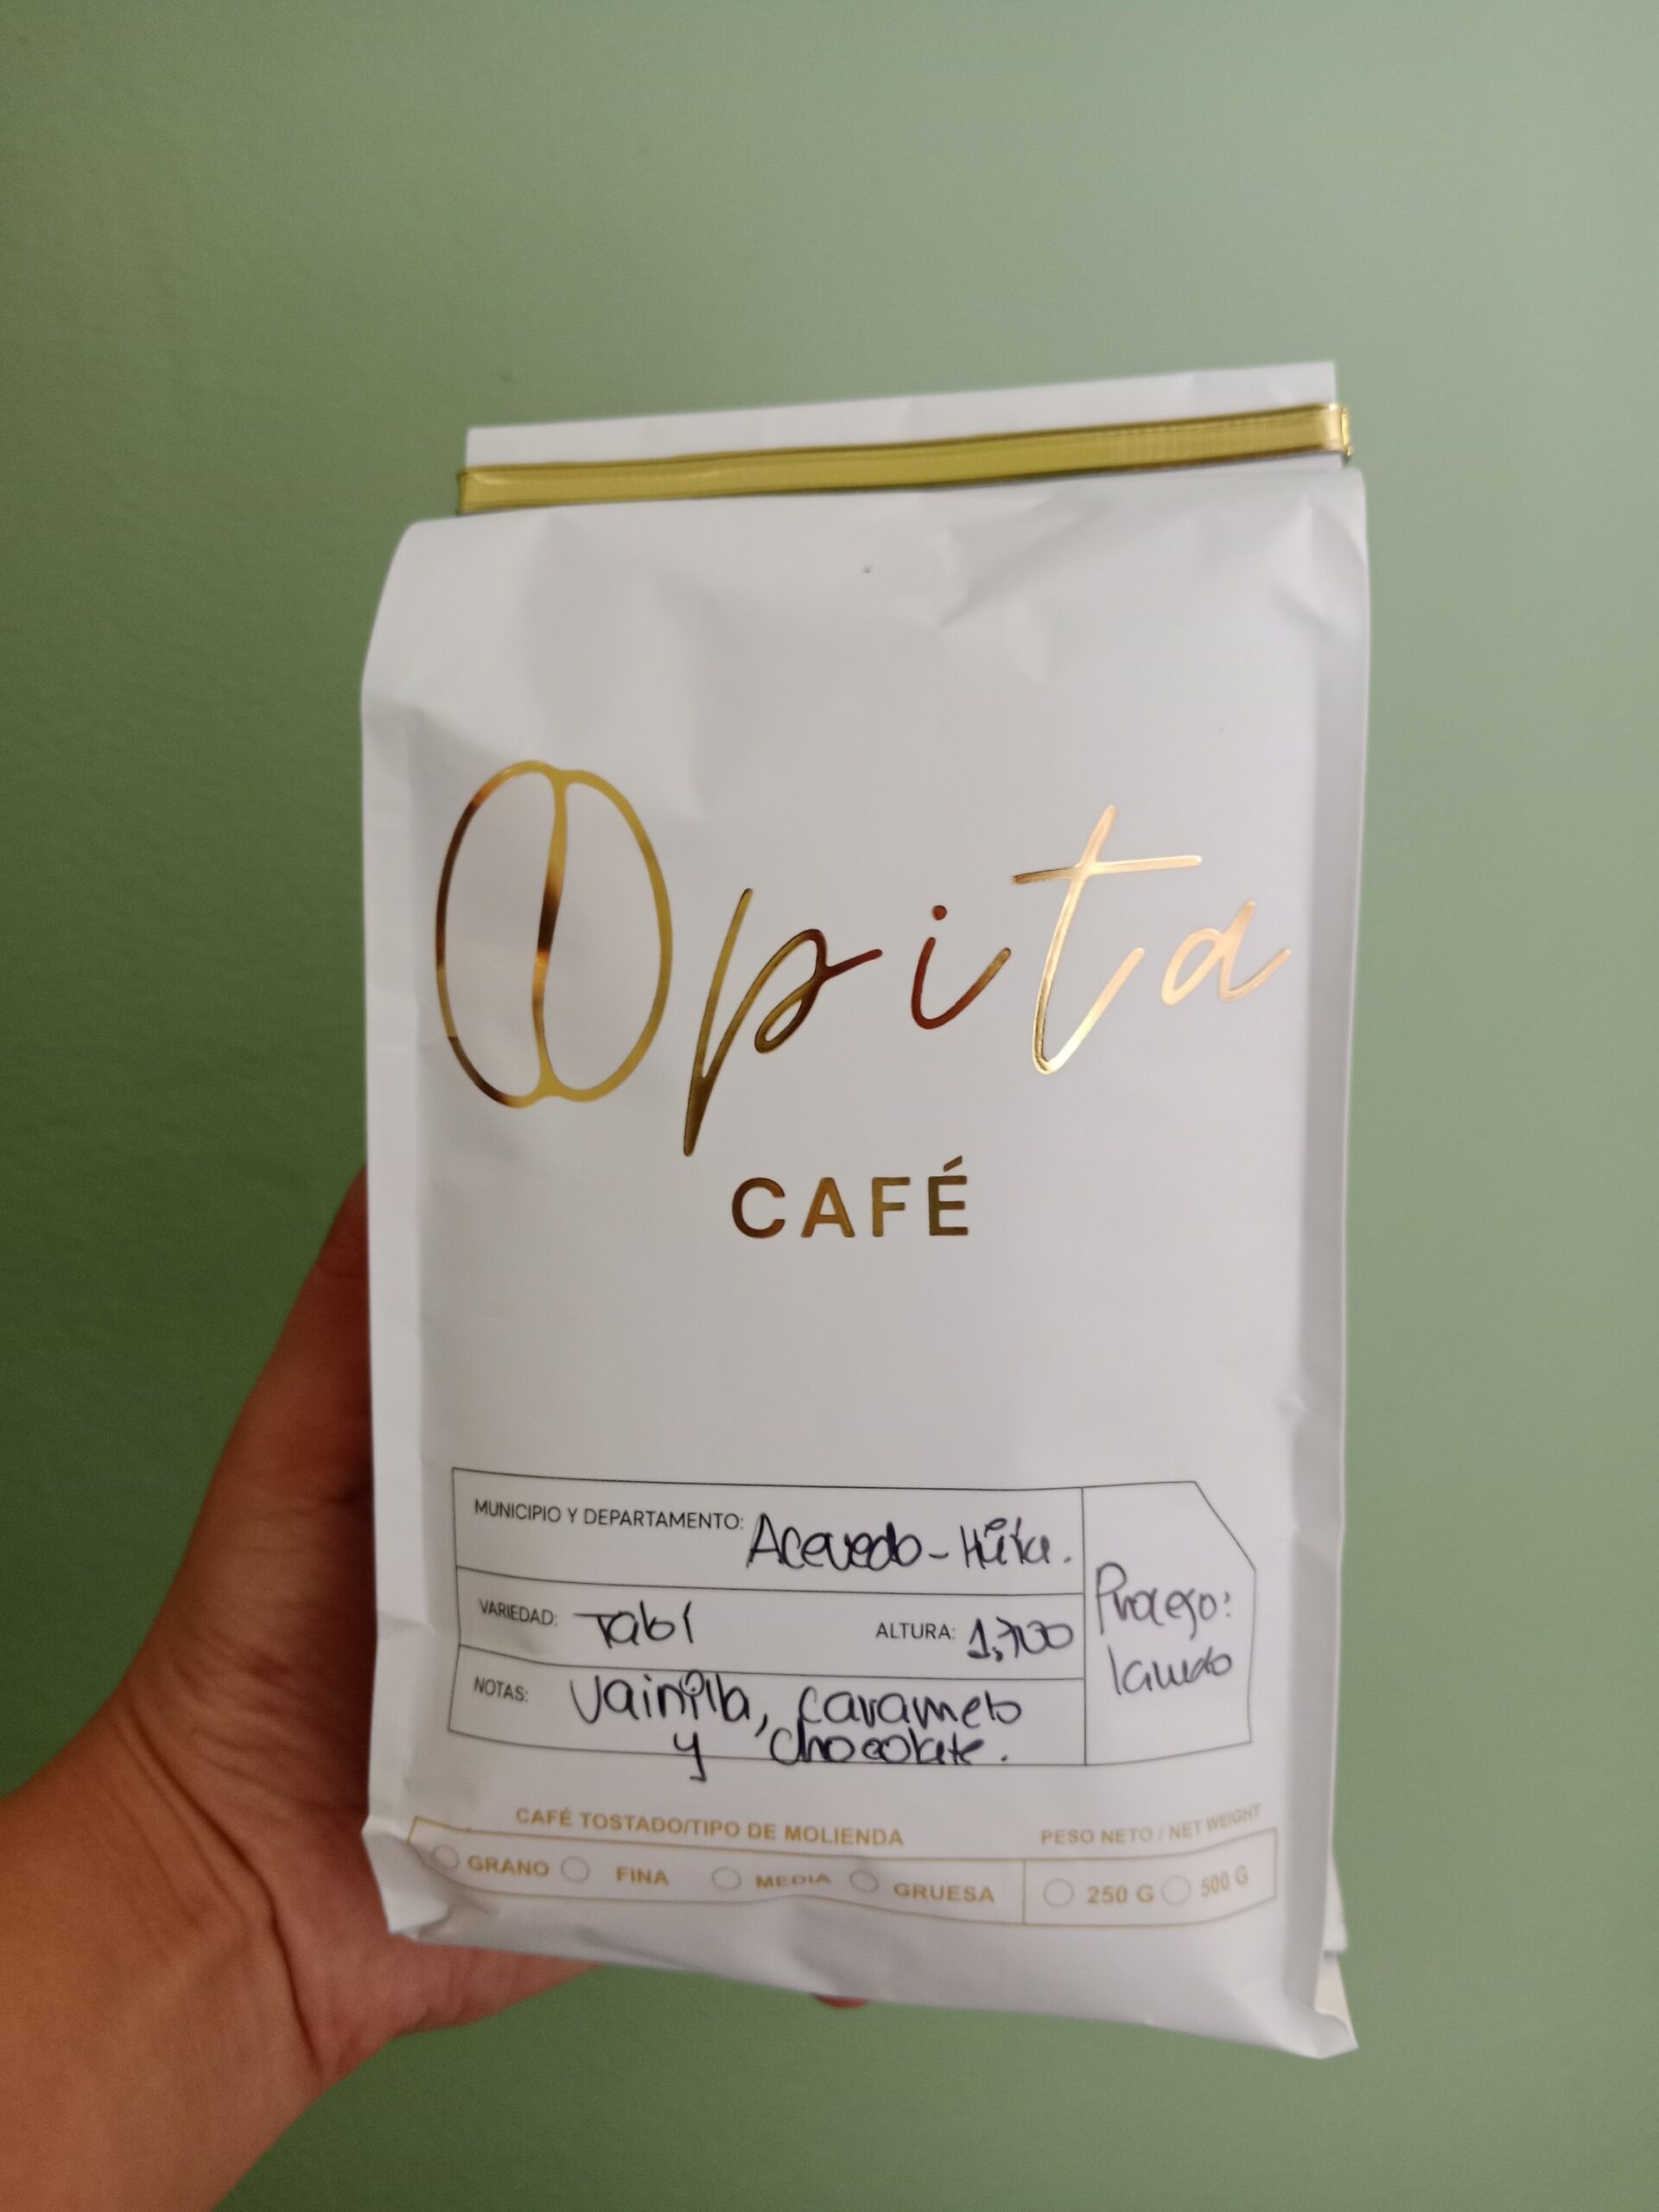 Opita
CAFÉ
MUNICIPIO Y DEPARTAMENTO: Acevedo - Huila.
VARIEDAD: Tabí ALTURA: 1,700
NOTAS: Vainilla, caramelo
y chocolate.
Proceso:
lavado
CAFÉ TOSTADO/TIPO DE MOLIENDA
GRANO FINA MEDIA GRUESA
PESO NETO / NET WEIGHT
250 G 500 G